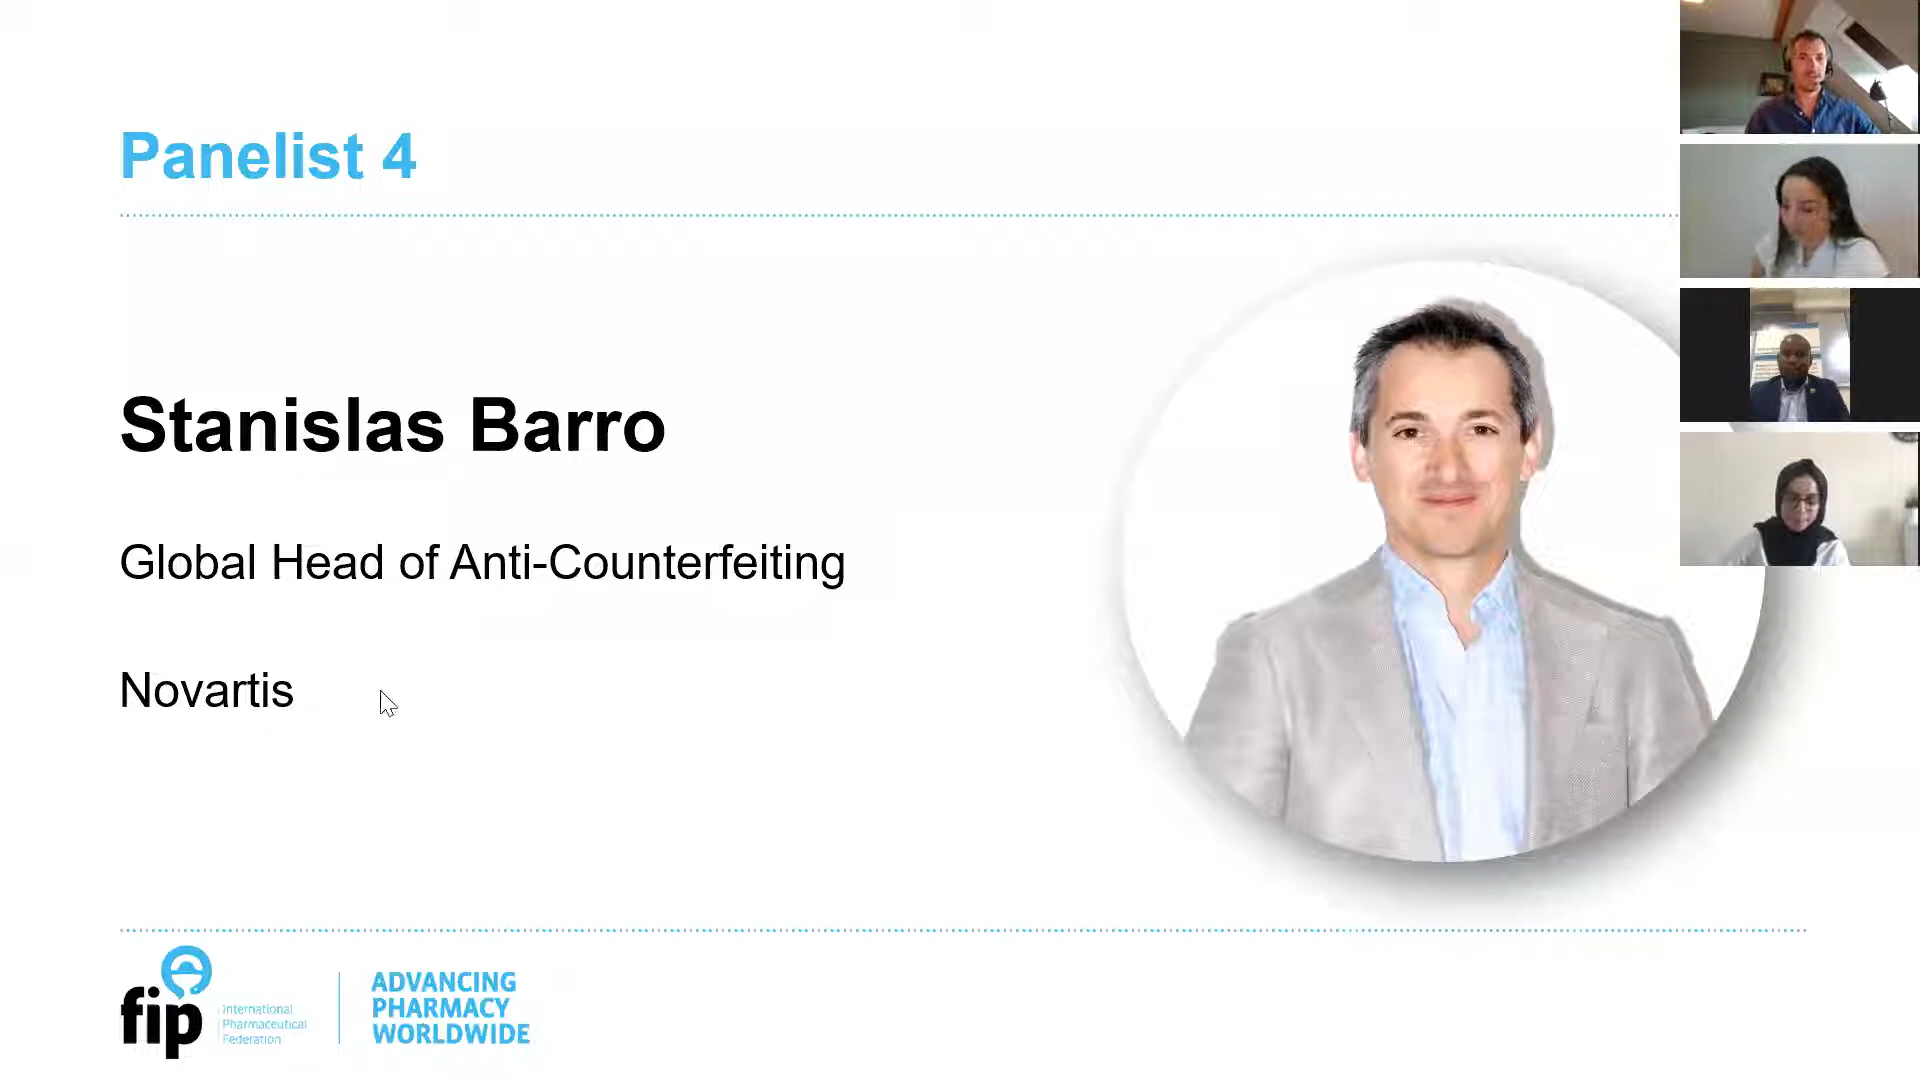 Panelist 4
Stanislas Barro
Global Head of Anti-Counterfeiting
Novartis
fip
International
Pharmaceutical
Federation
ADVANCING
PHARMACY
WORLDWIDE